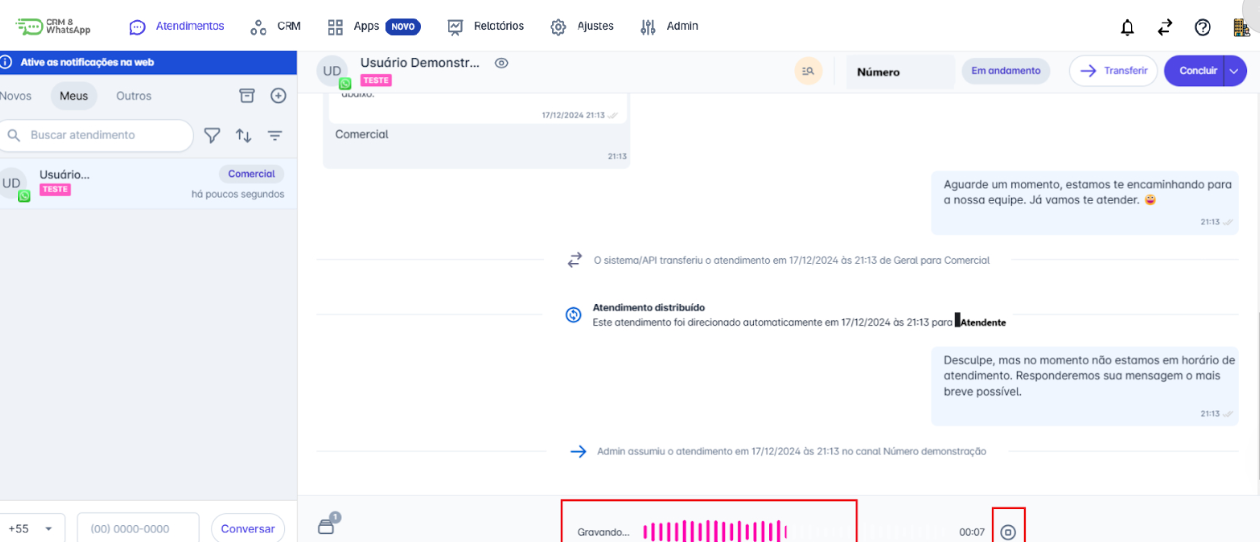 CRM &
WhatsApp
Atendimentos
CRM
Apps NOVO
Relatórios
Ajustes
Admin
Ative as notificações na web
Novos
Meus
Outros
Buscar atendimento
UD
Usuário...
TESTE
Comercial
há poucos segundos
+55
(00) 0000-0000
Conversar
UD
Usuário Demonstr...
TESTE
Número
Em andamento
Transferir
Concluir
abaixo.
17/12/2024 21:13
Comercial
21:13
Aguarde um momento, estamos te encaminhando para
a nossa equipe. Já vamos te atender. 😀
21:13
O sistema/API transferiu o atendimento em 17/12/2024 às 21:13 de Geral para Comercial
Atendimento distribuído
Este atendimento foi direcionado automaticamente em 17/12/2024 às 21:13 para Atendente
Desculpe, mas no momento não estamos em horário de
atendimento. Responderemos sua mensagem o mais
breve possível.
21:13
Admin assumiu o atendimento em 17/12/2024 às 21:13 no canal Número demonstração
1
Gravando...
00:07